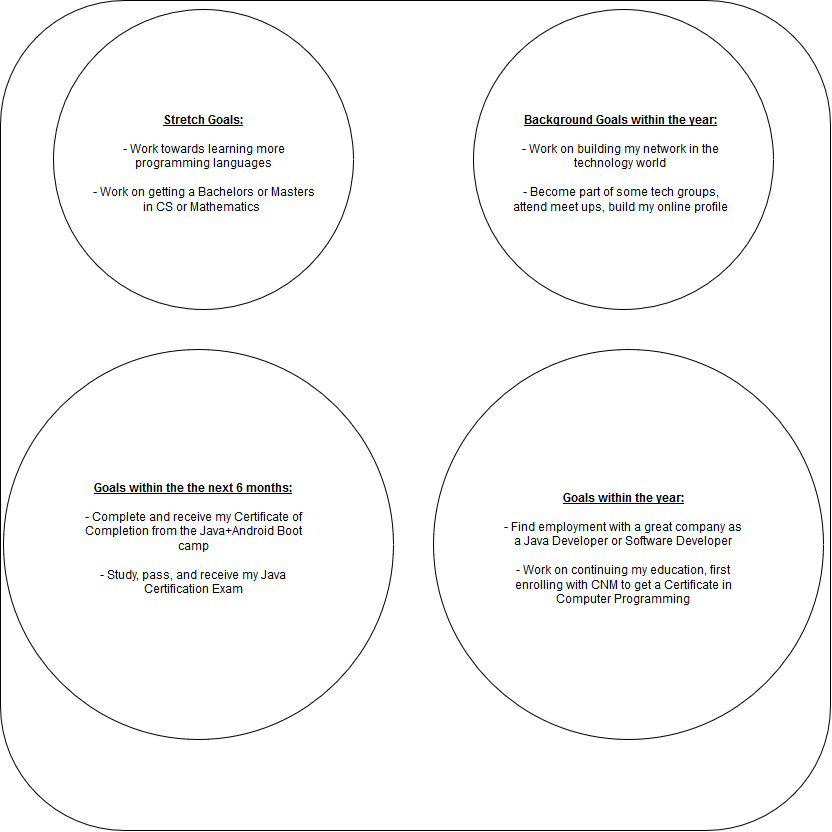 Stretch Goals:
- Work towards learning more
programming languages
- Work on getting a Bachelors or Masters
in CS or Mathematics
Background Goals within the year:
- Work on building my network in the
technology world
- Become part of some tech groups,
attend meet ups, build my online profile
Goals within the the next 6 months:
- Complete and receive my Certificate of
Completion from the Java+Android Boot
camp
- Study, pass, and receive my Java
Certification Exam
Goals within the year:
- Find employment with a great company as
a Java Developer or Software Developer
- Work on continuing my education, first
enrolling with CNM to get a Certificate in
Computer Programming